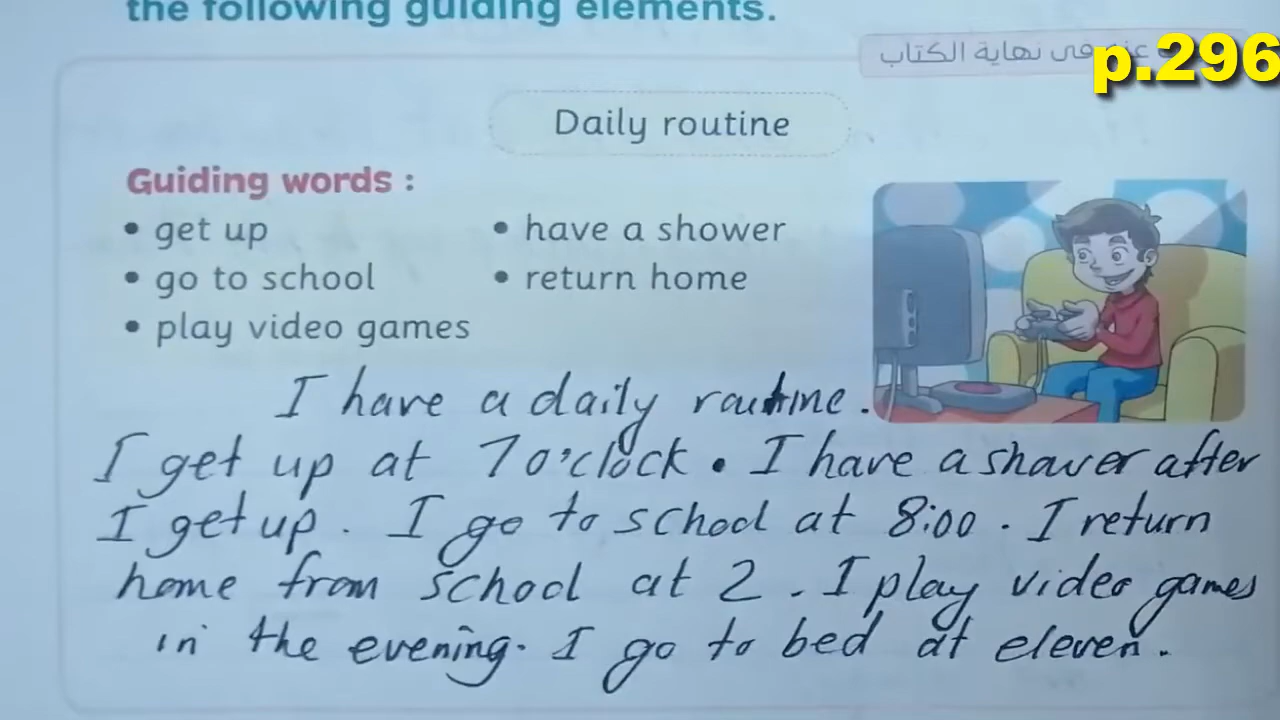 the following guiding elements.
فى نهاية الكتاب
p.296
Daily routine
Guiding words :
• get up
• have a shower
• go to school
• return home
• play video games
I have a daily routine.
I get up at 7 o'clock. I have a shower after
I get up. I go to school at 8:00. I return
home from school at 2. I play video games
in the evening. I go to bed at eleven.